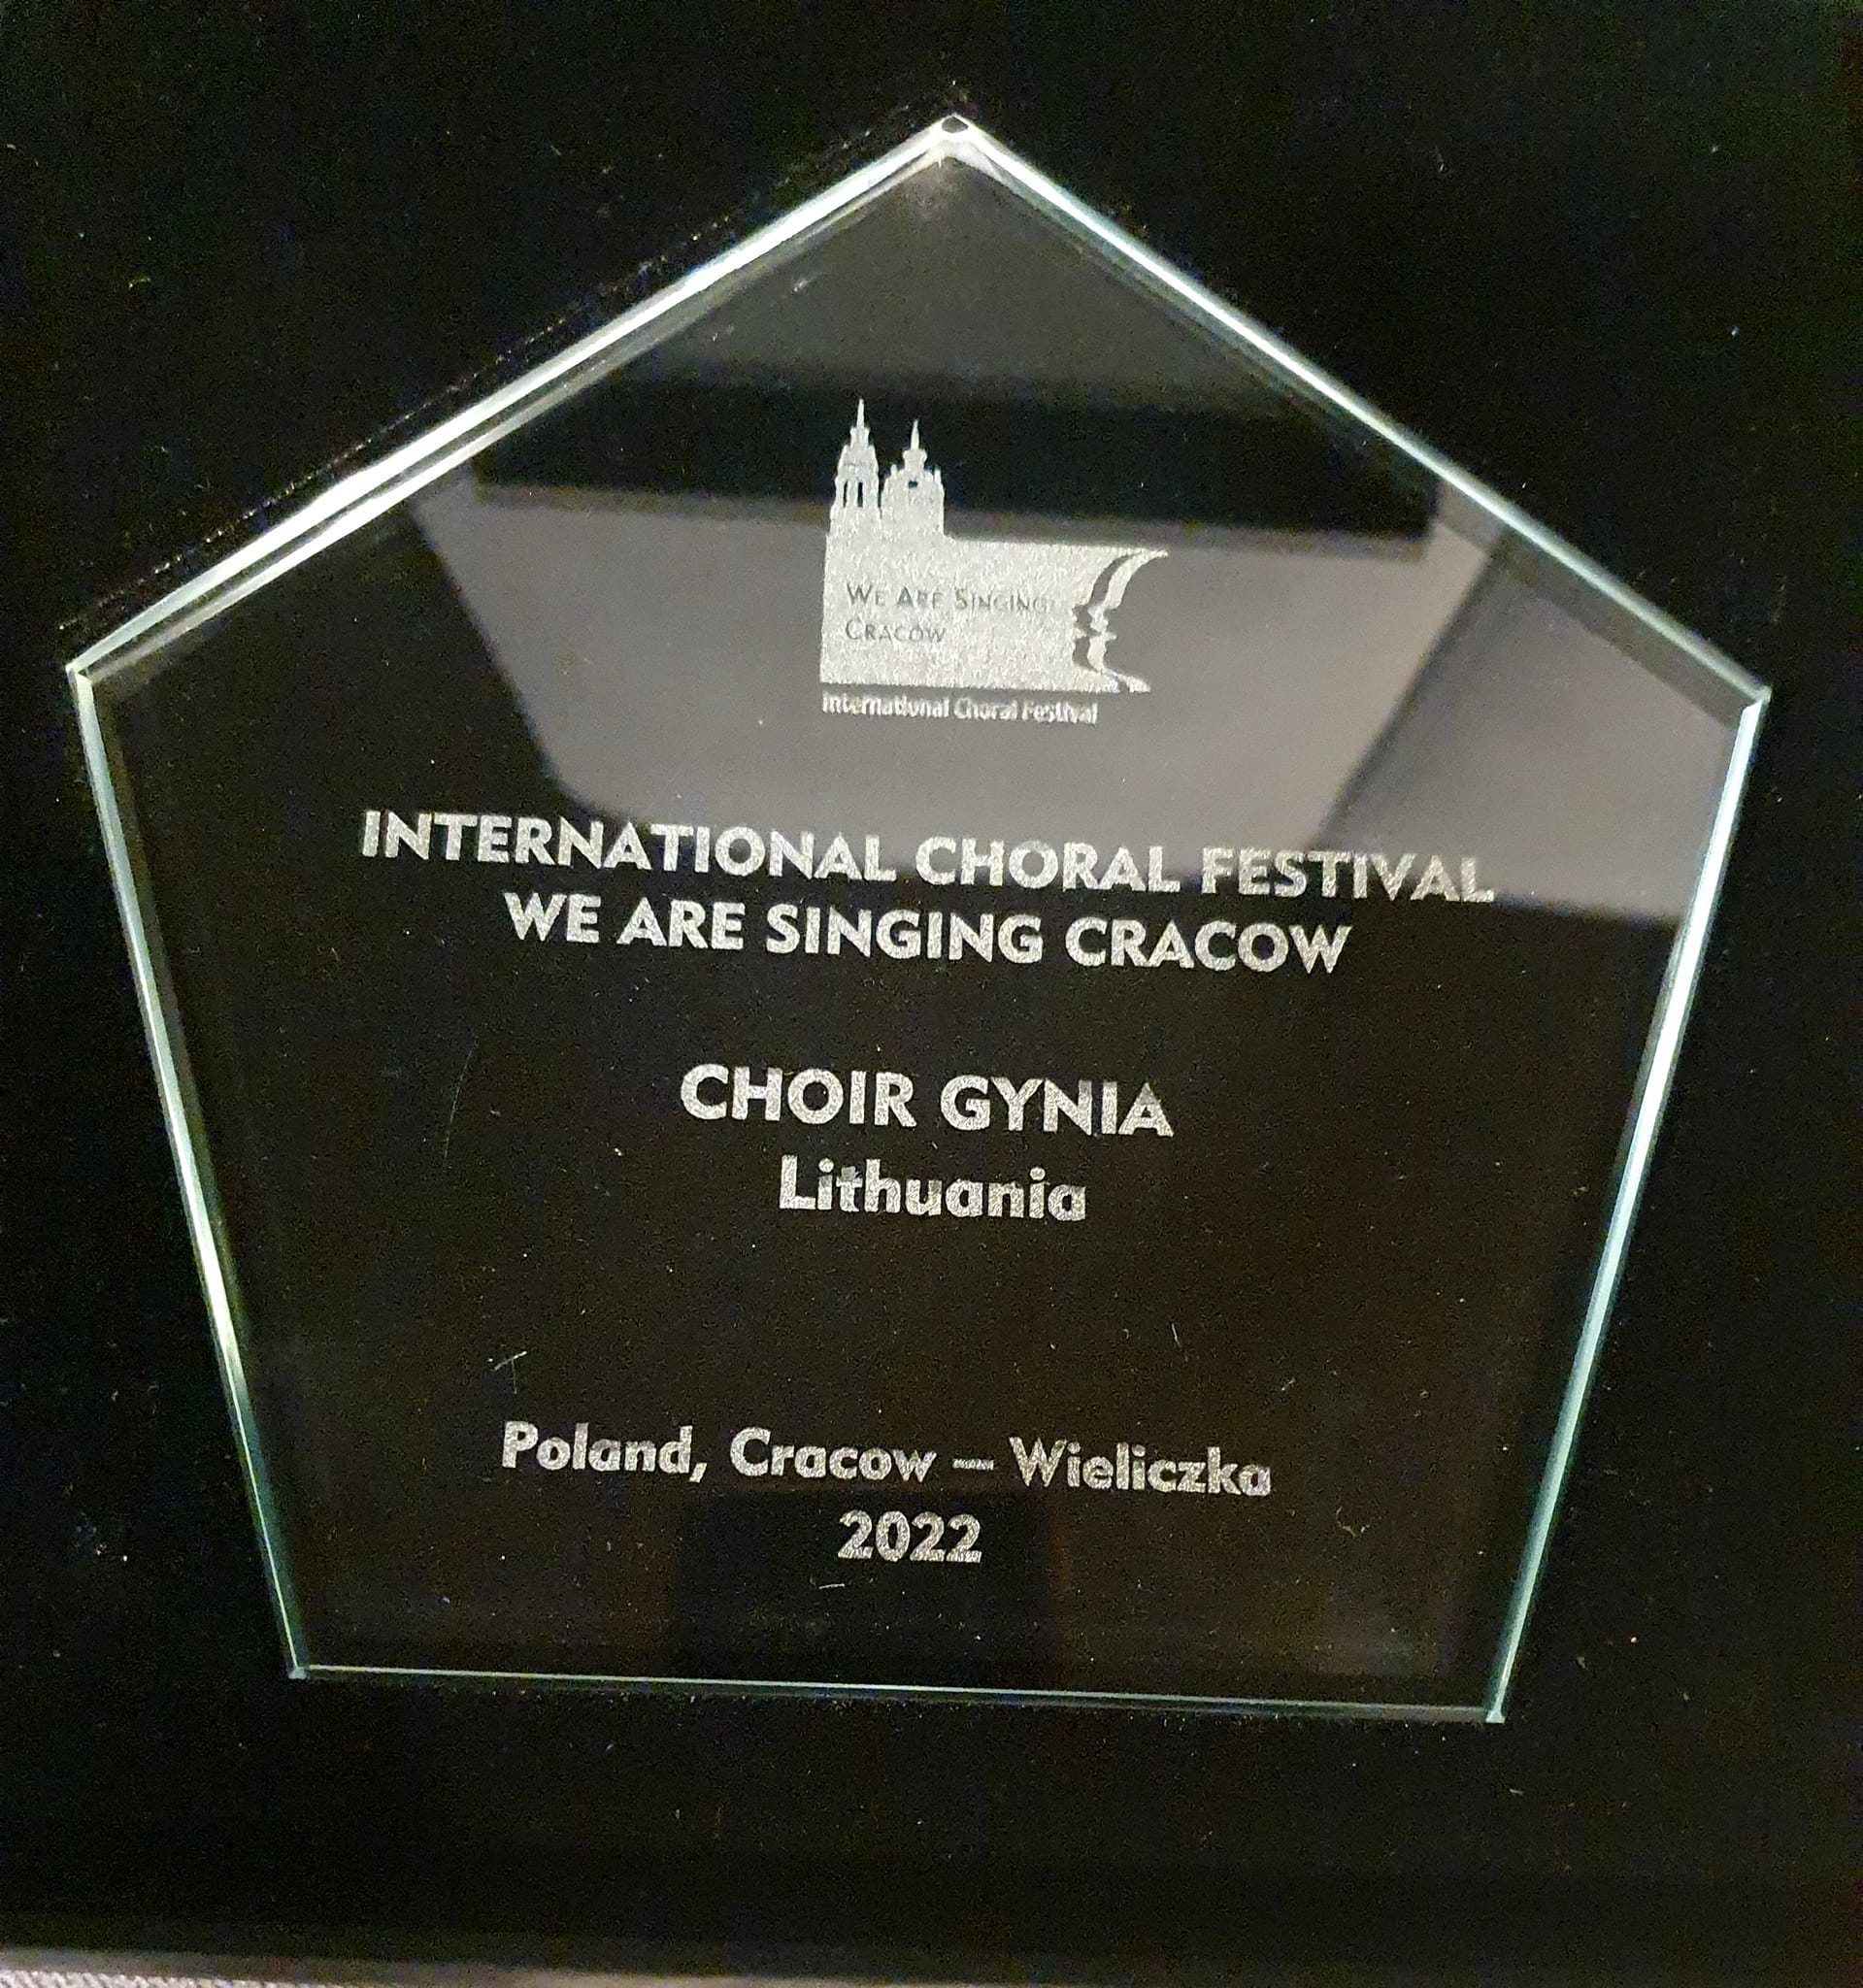 WE ARE SINGING
CRACOW
International Choral Festival
INTERNATIONAL CHORAL FESTIVAL
WE ARE SINGING CRACOW
CHOIR GYNIA
Lithuania
Poland, Cracow – Wieliczka
2022